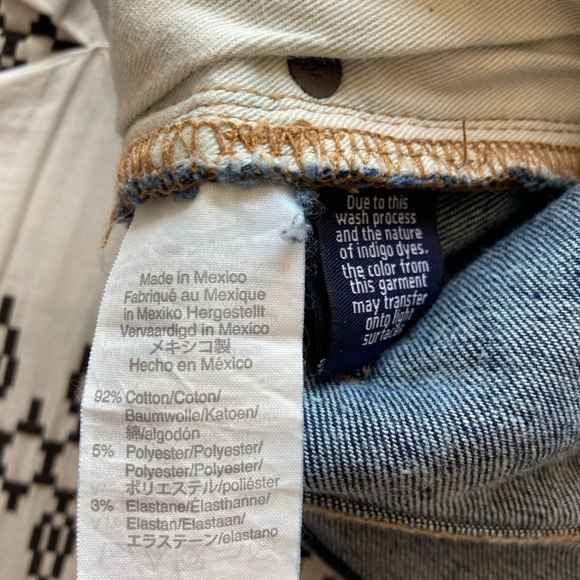 Made in Mexico
Fabriqué au Mexique
in Mexiko Hergestellt
Vervaardigd in Mexico
メキシコ製
Hecho en México
92% Cotton/Coton/
Baumwolle/Katoen/
綿/algodón
5% Polyester/Polyester/
Polyester/Polyester/
ポリエステル/poliéster
3% Elastane/Élasthanne/
Elastan/Elastaan/
エラステーン/elastano
Due to this
wash process
and the nature
of indigo dyes.
the color from
this garment
may transfer
onto light
surfaces.